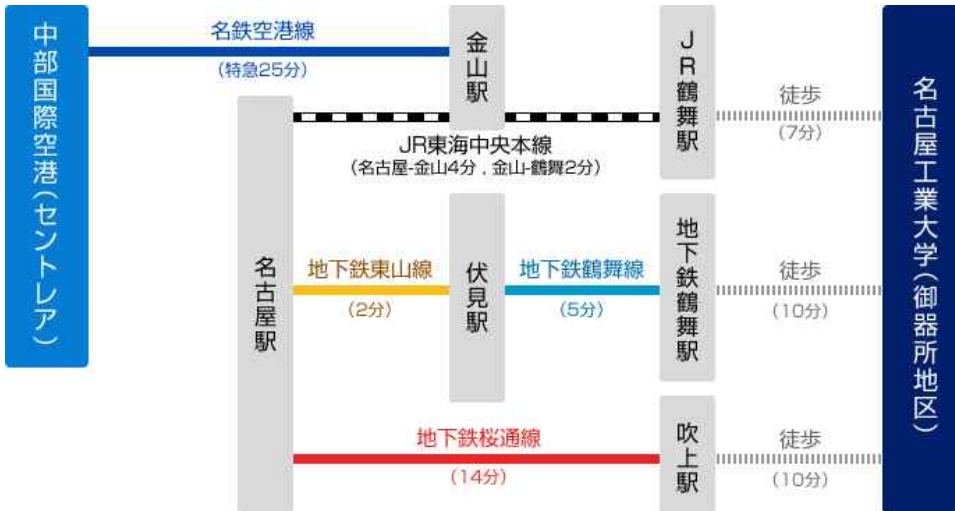 中部国際空港(セントレア)
名鉄空港線
(特急25分)
金山駅
JR鶴舞駅
徒歩
(7分)
名古屋工業大学(御器所地区)
JR東海中央本線
(名古屋-金山4分 , 金山-鶴舞2分)
名古屋駅
地下鉄東山線
(2分)
伏見駅
地下鉄鶴舞線
(5分)
地下鉄鶴舞駅
徒歩
(10分)
地下鉄桜通線
(14分)
吹上駅
徒歩
(10分)